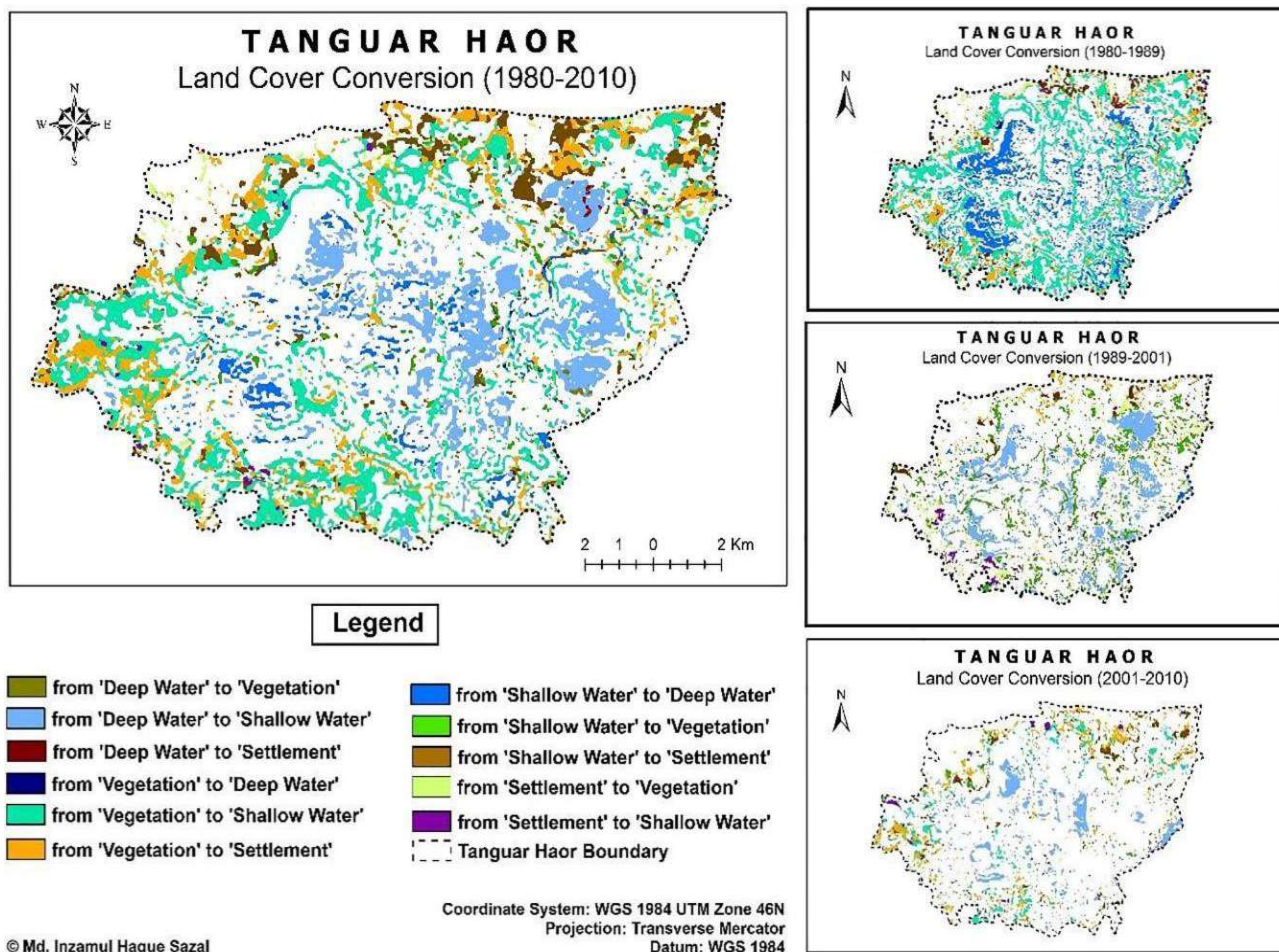 TANGUAR HAOR
Land Cover Conversion (1980-2010)
N
W E
S
2 1 0 2 Km
TANGUAR HAOR
Land Cover Conversion (1980-1989)
N
TANGUAR HAOR
Land Cover Conversion (1989-2001)
N
TANGUAR HAOR
Land Cover Conversion (2001-2010)
N
Legend
from 'Deep Water' to 'Vegetation'
from 'Deep Water' to 'Shallow Water'
from 'Deep Water' to 'Settlement'
from 'Vegetation' to 'Deep Water'
from 'Vegetation' to 'Shallow Water'
from 'Vegetation' to 'Settlement'
from 'Shallow Water' to 'Deep Water'
from 'Shallow Water' to 'Vegetation'
from 'Shallow Water' to 'Settlement'
from 'Settlement' to 'Vegetation'
from 'Settlement' to 'Shallow Water'
Tanguar Haor Boundary
Coordinate System: WGS 1984 UTM Zone 46N
Projection: Transverse Mercator
Datum: WGS 1984
© Md. Inzamul Haque Sazal